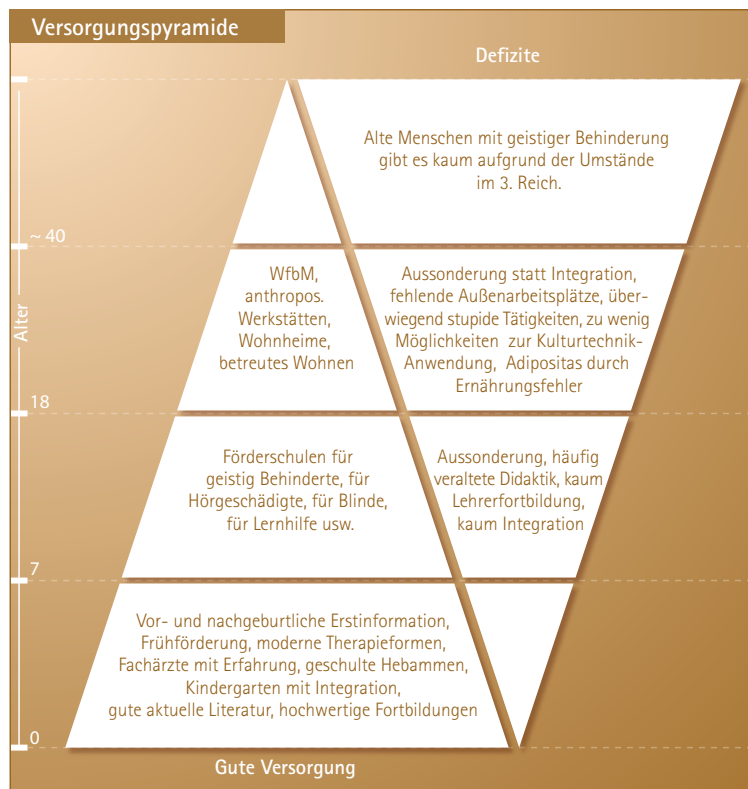 Versorgungspyramide
Defizite
Alte Menschen mit geistiger Behinderung
gibt es kaum aufgrund der Umstände
im 3. Reich.
~ 40
WfbM,
anthropos.
Werkstätten,
Wohnheime,
betreutes Wohnen
Aussonderung statt Integration,
fehlende Außenarbeitsplätze, über-
wiegend stupide Tätigkeiten, zu wenig
Möglichkeiten zur Kulturtechnik-
Anwendung, Adipositas durch
Ernährungsfehler
Alter
18
Förderschulen für
geistig Behinderte, für
Hörgeschädigte, für Blinde,
für Lernhilfe usw.
Aussonderung, häufig
veraltete Didaktik, kaum
Lehrerfortbildung,
kaum Integration
7
Vor- und nachgeburtliche Erstinformation,
Frühförderung, moderne Therapieformen,
Fachärzte mit Erfahrung, geschulte Hebammen,
Kindergarten mit Integration,
gute aktuelle Literatur, hochwertige Fortbildungen
0
Gute Versorgung